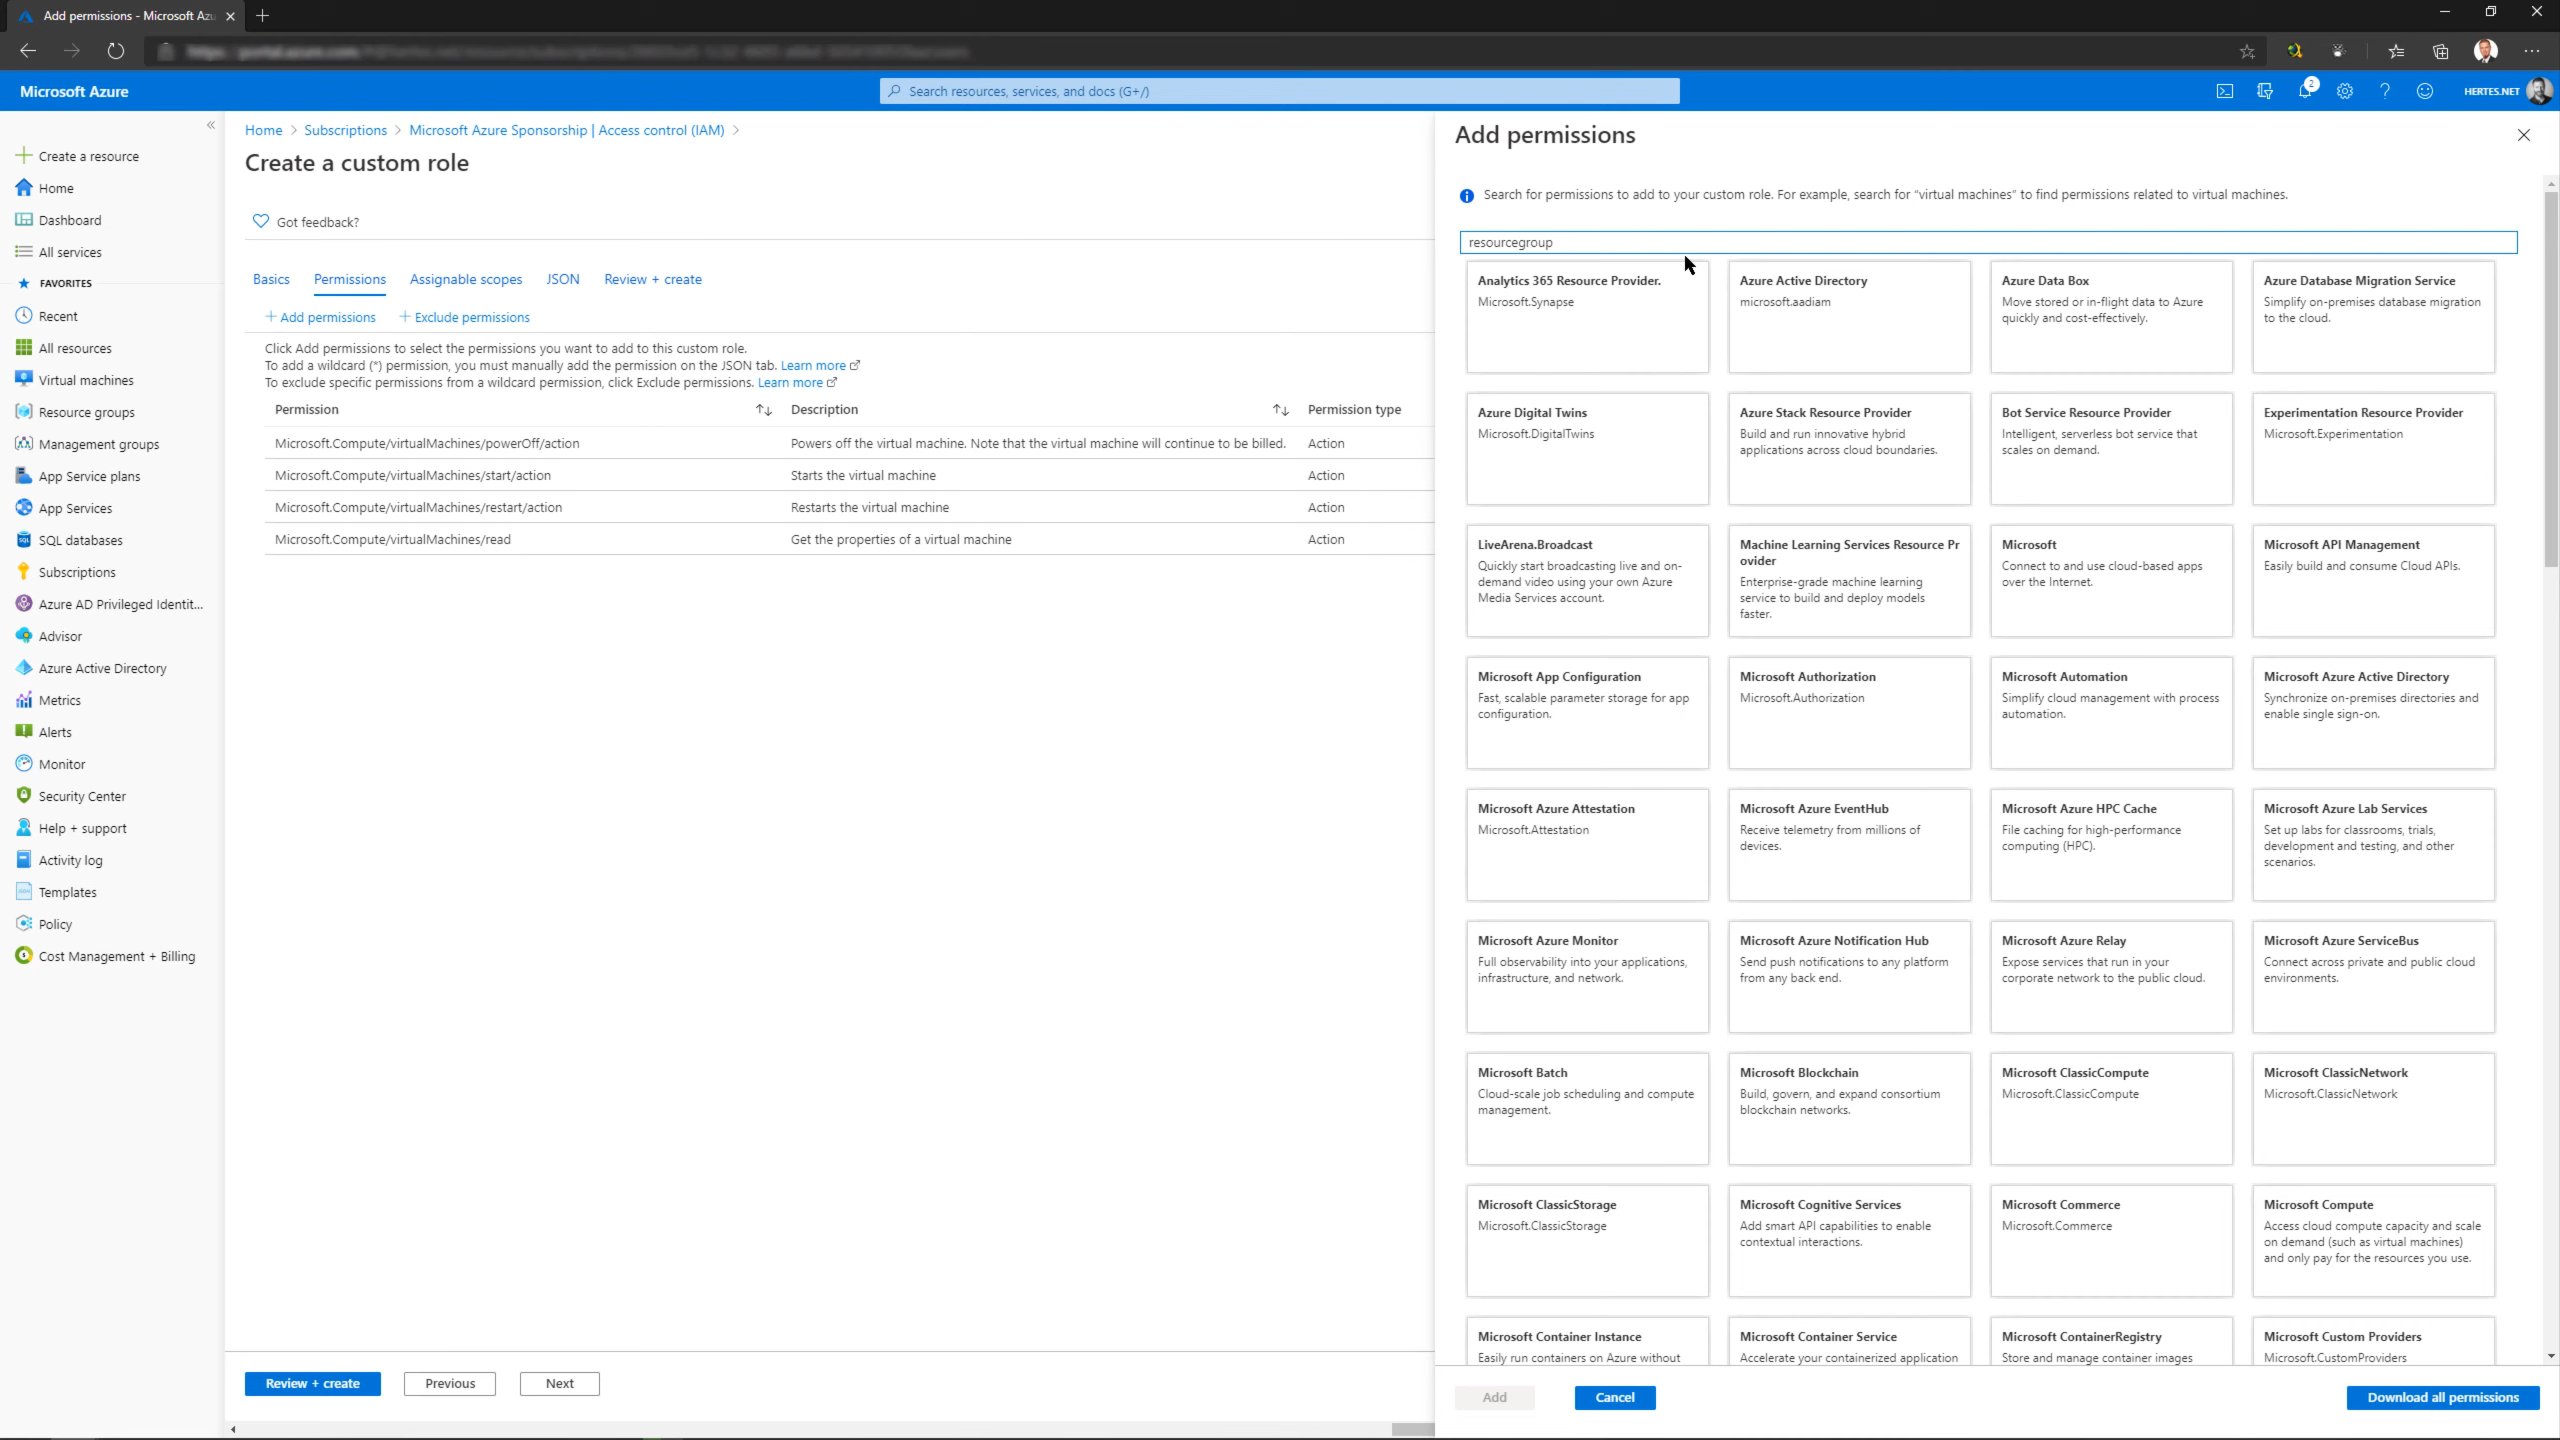 Add permissions - Microsoft Azu
Microsoft Azure
Search resources, services, and docs (G+/)
2
HERTES.NET
Create a resource
Home
Dashboard
All services
FAVORITES
Recent
All resources
Virtual machines
Resource groups
Management groups
App Service plans
App Services
SQL databases
Subscriptions
Azure AD Privileged Identit...
Advisor
Azure Active Directory
Metrics
Alerts
Monitor
Security Center
Help + support
Activity log
Templates
Policy
Cost Management + Billing
Home > Subscriptions > Microsoft Azure Sponsorship | Access control (IAM) >
Create a custom role
Got feedback?
Basics Permissions Assignable scopes JSON Review + create
+ Add permissions + Exclude permissions
Click Add permissions to select the permissions you want to add to this custom role.
To add a wildcard (*) permission, you must manually add the permission on the JSON tab. Learn more
To exclude specific permissions from a wildcard permission, click Exclude permissions. Learn more
Permission Description Permission type
Microsoft.Compute/virtualMachines/powerOff/action Powers off the virtual machine. Note that the virtual machine will continue to be billed. Action
Microsoft.Compute/virtualMachines/start/action Starts the virtual machine Action
Microsoft.Compute/virtualMachines/restart/action Restarts the virtual machine Action
Microsoft.Compute/virtualMachines/read Get the properties of a virtual machine Action
Review + create Previous Next
Add permissions
Search for permissions to add to your custom role. For example, search for "virtual machines" to find permissions related to virtual machines.
resourcegroup
Analytics 365 Resource Provider.
Microsoft.Synapse
Azure Active Directory
microsoft.aadiam
Azure Data Box
Move stored or in-flight data to Azure
quickly and cost-effectively.
Azure Database Migration Service
Simplify on-premises database migration
to the cloud.
Azure Digital Twins
Microsoft.DigitalTwins
Azure Stack Resource Provider
Build and run innovative hybrid
applications across cloud boundaries.
Bot Service Resource Provider
Intelligent, serverless bot service that
scales on demand.
Experimentation Resource Provider
Microsoft.Experimentation
LiveArena.Broadcast
Quickly start broadcasting live and on-
demand video using your own Azure
Media Services account.
Machine Learning Services Resource Pr
ovider
Enterprise-grade machine learning
service to build and deploy models
faster.
Microsoft
Connect to and use cloud-based apps
over the Internet.
Microsoft API Management
Easily build and consume Cloud APIs.
Microsoft App Configuration
Fast, scalable parameter storage for app
configuration.
Microsoft Authorization
Microsoft.Authorization
Microsoft Automation
Simplify cloud management with process
automation.
Microsoft Azure Active Directory
Synchronize on-premises directories and
enable single sign-on.
Microsoft Azure Attestation
Microsoft.Attestation
Microsoft Azure EventHub
Receive telemetry from millions of
devices.
Microsoft Azure HPC Cache
File caching for high-performance
computing (HPC).
Microsoft Azure Lab Services
Set up labs for classrooms, trials,
development and testing, and other
scenarios.
Microsoft Azure Monitor
Full observability into your applications,
infrastructure, and network.
Microsoft Azure Notification Hub
Send push notifications to any platform
from any back end.
Microsoft Azure Relay
Expose services that run in your
corporate network to the public cloud.
Microsoft Azure ServiceBus
Connect across private and public cloud
environments.
Microsoft Batch
Cloud-scale job scheduling and compute
management.
Microsoft Blockchain
Build, govern, and expand consortium
blockchain networks.
Microsoft ClassicCompute
Microsoft.ClassicCompute
Microsoft ClassicNetwork
Microsoft.ClassicNetwork
Microsoft ClassicStorage
Microsoft.ClassicStorage
Microsoft Cognitive Services
Add smart API capabilities to enable
contextual interactions.
Microsoft Commerce
Microsoft.Commerce
Microsoft Compute
Access cloud compute capacity and scale
on demand (such as virtual machines)
and only pay for the resources you use.
Microsoft Container Instance
Easily run containers on Azure without
Microsoft Container Service
Accelerate your containerized application
Microsoft ContainerRegistry
Store and manage container images
Microsoft Custom Providers
Microsoft.CustomProviders
Add Cancel Download all permissions